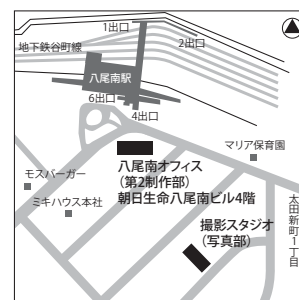 1出口
2出口
地下鉄谷町線
八尾南駅
6出口
4出口
マリア保育園
八尾南オフィス
(第2制作部)
朝日生命八尾南ビル4階
モスバーガー
ミキハウス本社
撮影スタジオ
(写真部)
太田新町1丁目